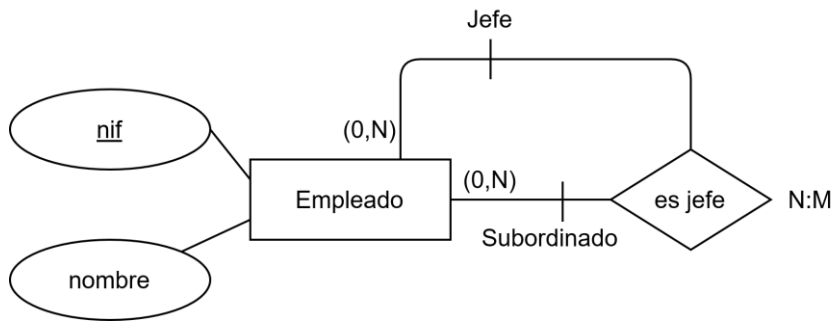 Jefe
nif
(0,N)
(0,N)
Empleado
es jefe
N:M
Subordinado
nombre